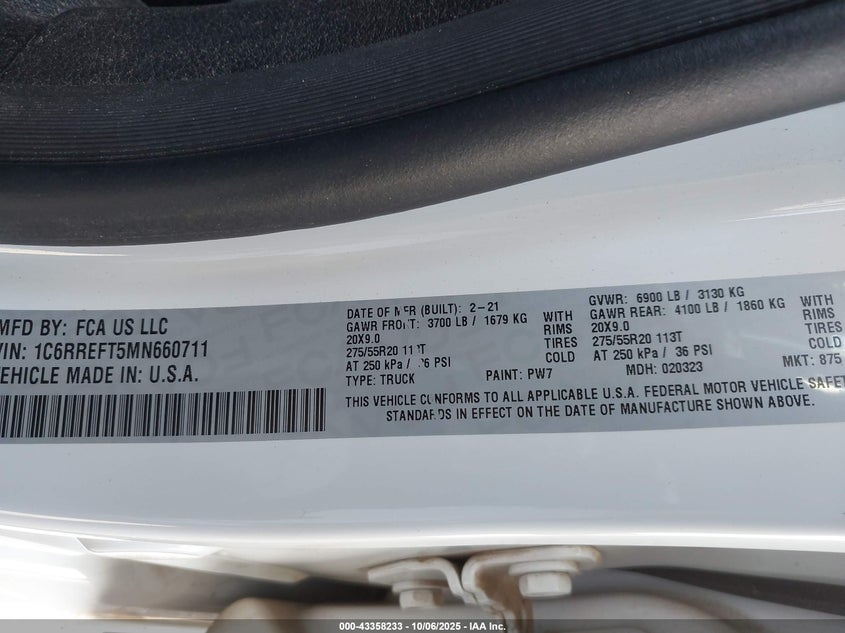 MFD BY: FCA US LLC
VIN: 1C6RREFT5MN660711
VEHICLE MADE IN: U.S.A.
DATE OF MFR (BUILT): 2-21
GAWR FRONT: 3700 LB / 1679 KG WITH
20X9.0 RIMS
275/55R20 113T TIRES
AT 250 kPa / 36 PSI COLD
TYPE: TRUCK PAINT: PW7
GVWR: 6900 LB / 3130 KG
GAWR REAR: 4100 LB / 1860 KG WITH
20X9.0 RIMS
275/55R20 113T TIRES
AT 250 kPa / 36 PSI COLD
MDH: 020323 MKT: 875
THIS VEHICLE CONFORMS TO ALL APPLICABLE U.S.A. FEDERAL MOTOR VEHICLE SAFET
STANDARDS IN EFFECT ON THE DATE OF MANUFACTURE SHOWN ABOVE.
000-43358233 - 10/06/2025 - IAA Inc.